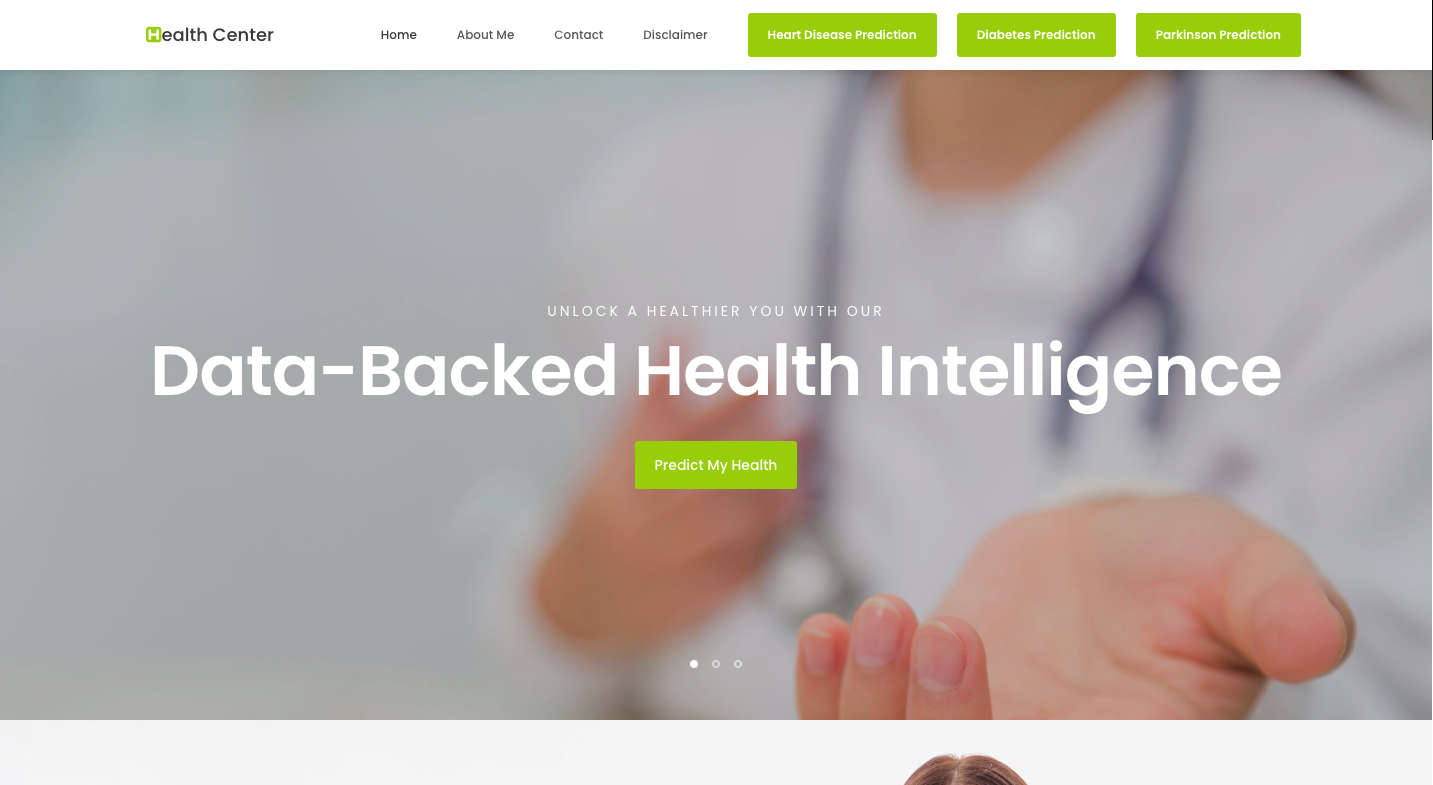 Health Center
Home
About Me
Contact
Disclaimer
Heart Disease Prediction
Diabetes Prediction
Parkinson Prediction
UNLOCK A HEALTHIER YOU WITH OUR
Data-Backed Health Intelligence
Predict My Health